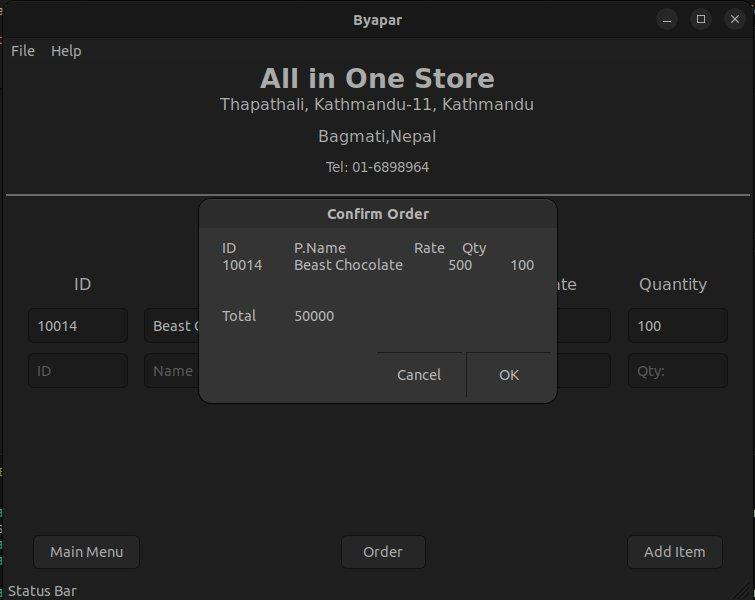 Byapar
File Help
All in One Store
Thapathali, Kathmandu-11, Kathmandu
Bagmati,Nepal
Tel: 01-6898964
Confirm Order
ID P.Name Rate Qty
10014 Beast Chocolate 500 100
Total 50000
Cancel OK
ID te Quantity
10014 Beast C 100
ID Name Qty:
Main Menu Order Add Item
Status Bar